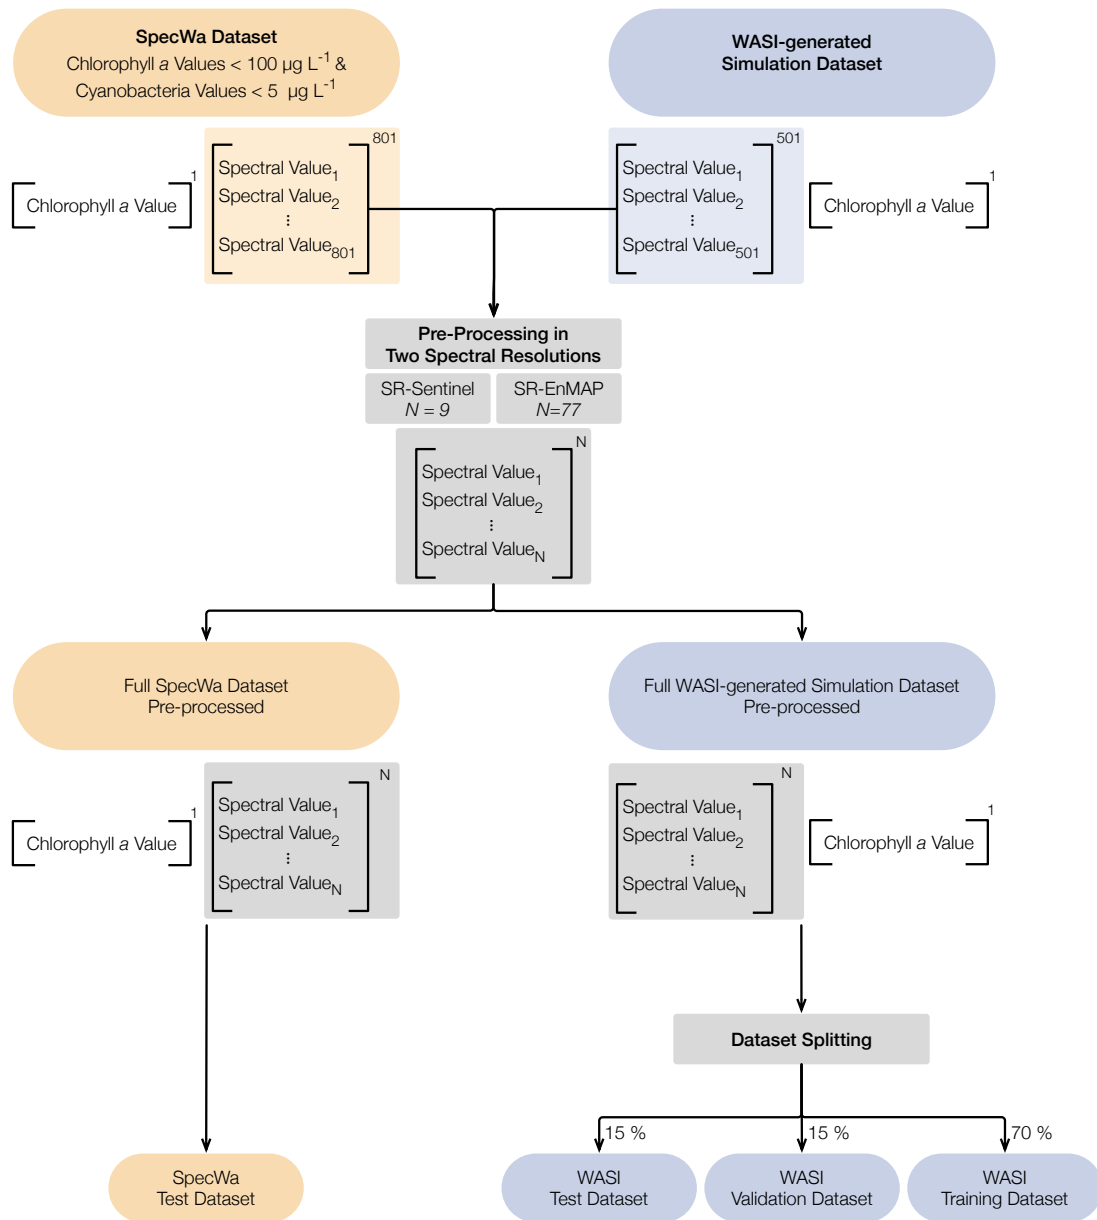 SpecWa Dataset
Chlorophyll a Values < 100 µg L⁻¹ &
Cyanobacteria Values < 5 µg L⁻¹
WASI-generated
Simulation Dataset
Chlorophyll a Value 1
801
Spectral Value₁
Spectral Value₂
⋮
Spectral Value₈₀₁
501
Spectral Value₁
Spectral Value₂
⋮
Spectral Value₅₀₁
Chlorophyll a Value 1
Pre-Processing in
Two Spectral Resolutions
SR-Sentinel
N = 9
SR-EnMAP
N=77
N
Spectral Value₁
Spectral Value₂
⋮
Spectral Value_N
Full SpecWa Dataset
Pre-processed
Full WASI-generated Simulation Dataset
Pre-processed
Chlorophyll a Value 1
N
Spectral Value₁
Spectral Value₂
⋮
Spectral Value_N
N
Spectral Value₁
Spectral Value₂
⋮
Spectral Value_N
Chlorophyll a Value 1
Dataset Splitting
15 %
15 %
70 %
SpecWa
Test Dataset
WASI
Test Dataset
WASI
Validation Dataset
WASI
Training Dataset